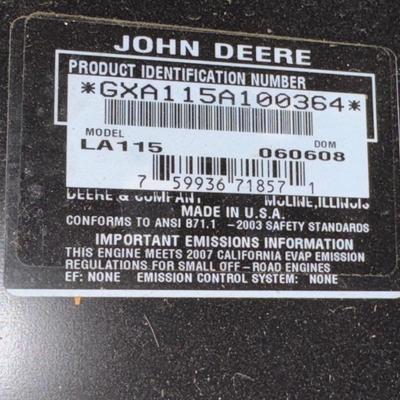 JOHN DEERE
PRODUCT IDENTIFICATION NUMBER
*GXA115A100364*
MODEL DOM
LA115 060608
7 59936 71857 1
DEERE & COMPANY MOLINE, ILLINOIS
MADE IN U.S.A.
CONFORMS TO ANSI B71.1 -2003 SAFETY STANDARDS
IMPORTANT EMISSIONS INFORMATION
THIS ENGINE MEETS 2007 CALIFORNIA EVAP EMISSION
REGULATIONS FOR SMALL OFF-ROAD ENGINES
EF: NONE EMISSION CONTROL SYSTEM: NONE